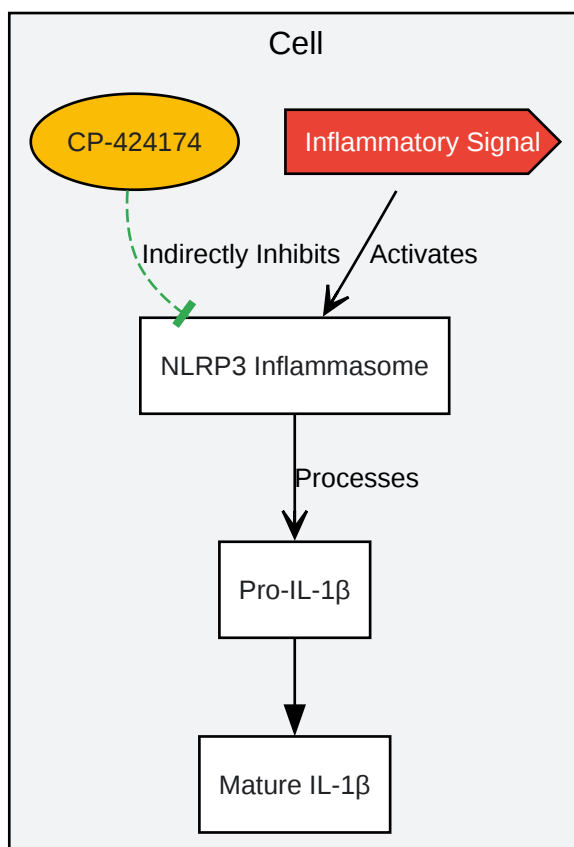 Cell
CP-424174
Inflammatory Signal
Indirectly Inhibits
Activates
NLRP3 Inflammasome
Processes
Pro-IL-1β
Mature IL-1β